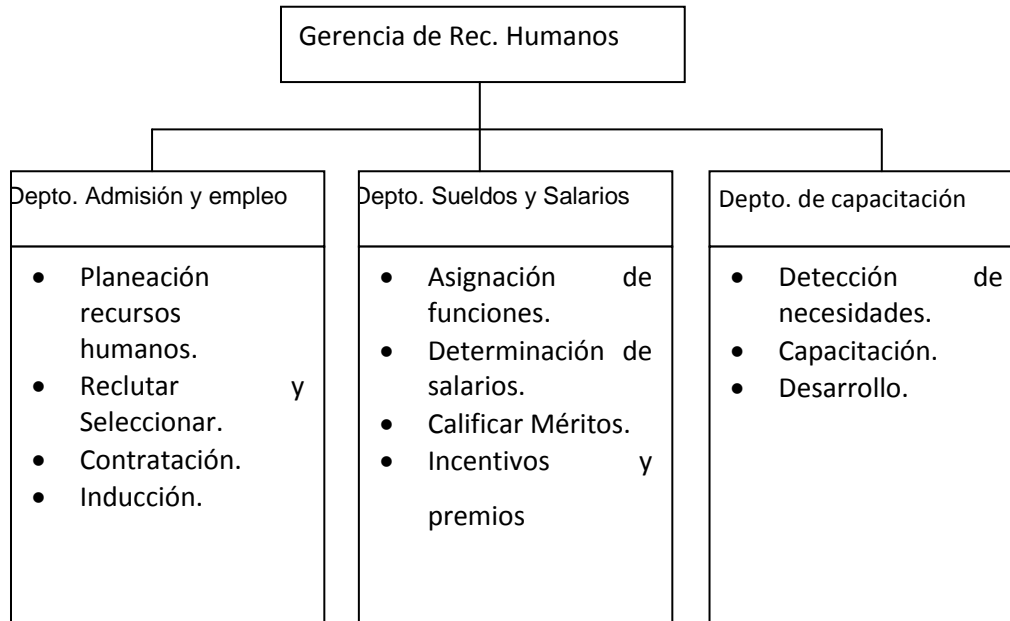 Gerencia de Rec. Humanos
Depto. Admisión y empleo
• Planeación
recursos
humanos.
• Reclutar y
Seleccionar.
• Contratación.
• Inducción.
Depto. Sueldos y Salarios
• Asignación de
funciones.
• Determinación de
salarios.
• Calificar Méritos.
• Incentivos y
premios
Depto. de capacitación
• Detección de
necesidades.
• Capacitación.
• Desarrollo.